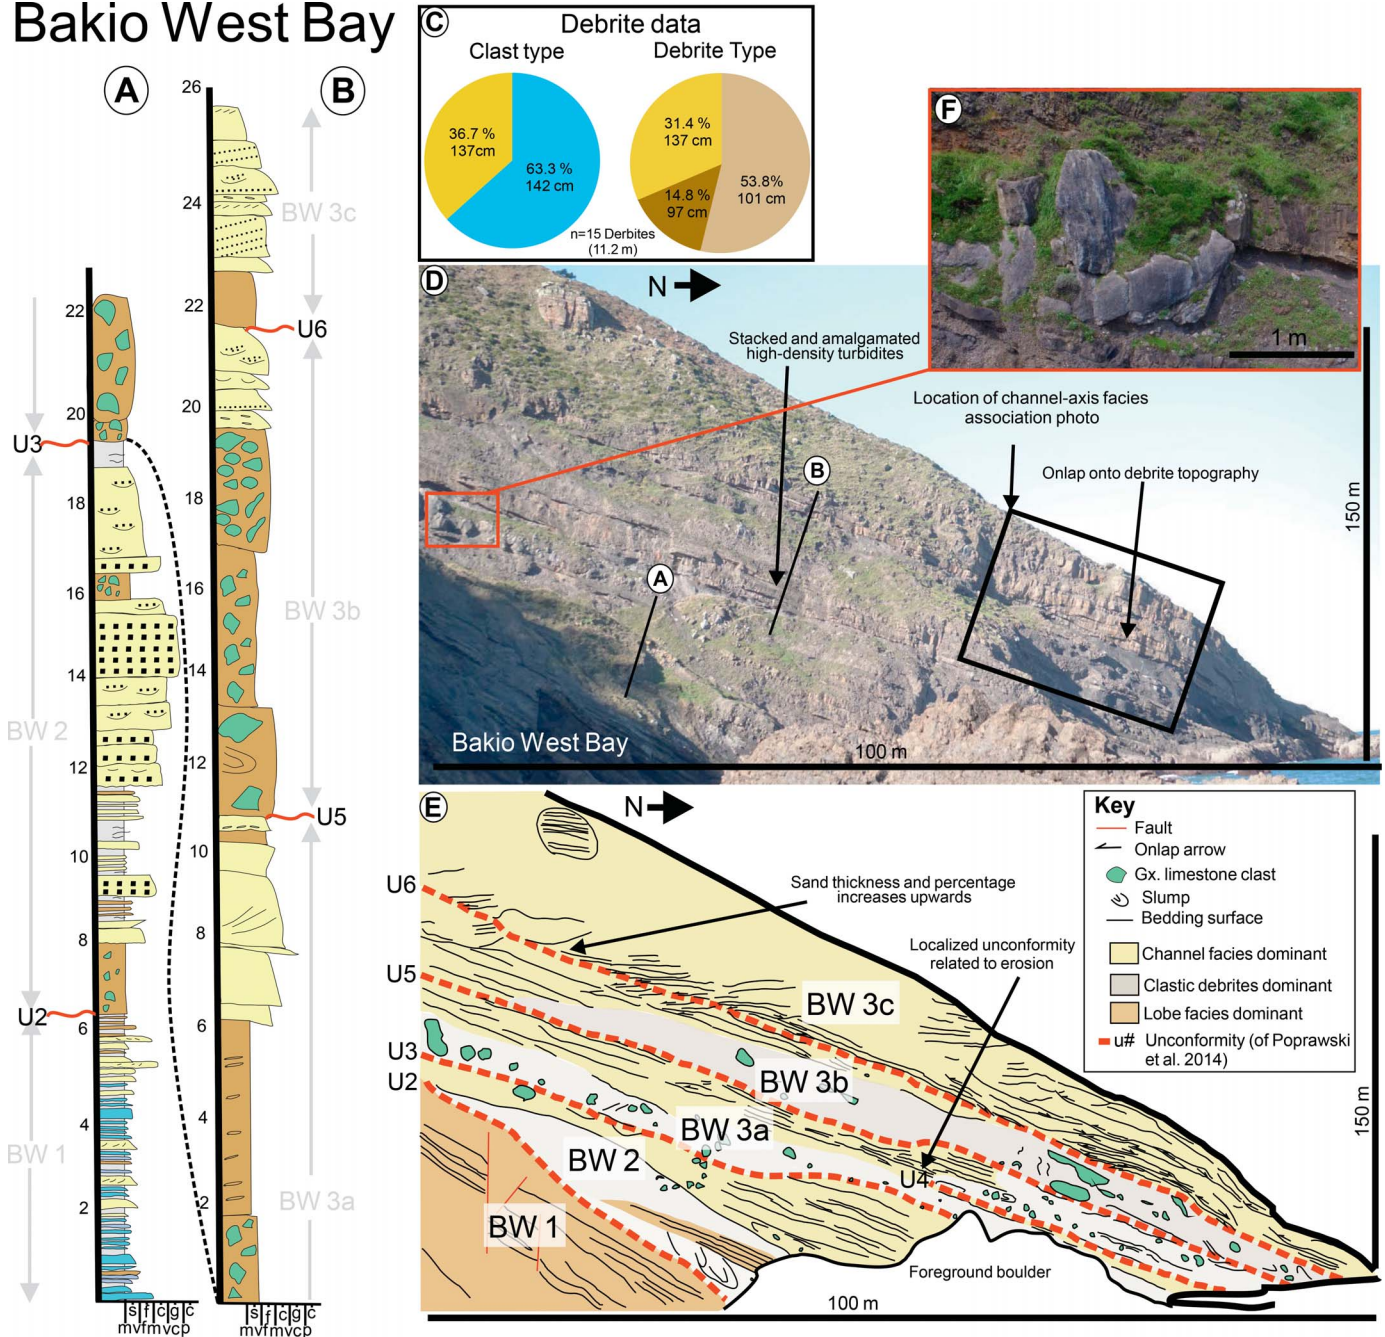 Bakio West Bay
A
B
26
24
22
20
18
16
14
12
10
8
6
4
2
BW 3c
U6
BW 3b
U5
BW 3a
22
20
18
16
14
12
10
8
6
4
2
U3
BW 2
U2
BW 1
s f c g c
mvfmvcp
s f c g c
mvfmvcp
C
Debrite data
Clast type
Debrite Type
36.7 %
137cm
63.3 %
142 cm
31.4 %
137 cm
14.8 %
97 cm
53.8%
101 cm
n=15 Derbites
(11.2 m)
F
1 m
D
N
Stacked and amalgamated
high-density turbidites
Location of channel-axis facies
association photo
Onlap onto debrite topography
A
B
150 m
Bakio West Bay
100 m
E
N
Key
Fault
Onlap arrow
Gx. limestone clast
Slump
Bedding surface
Channel facies dominant
Clastic debrites dominant
Lobe facies dominant
u# Unconformity (of Poprawski
et al. 2014)
U6
U5
U3
U2
Sand thickness and percentage
increases upwards
Localized unconformity
related to erosion
BW 3c
BW 3b
BW 3a
BW 2
BW 1
U4
Foreground boulder
150 m
100 m